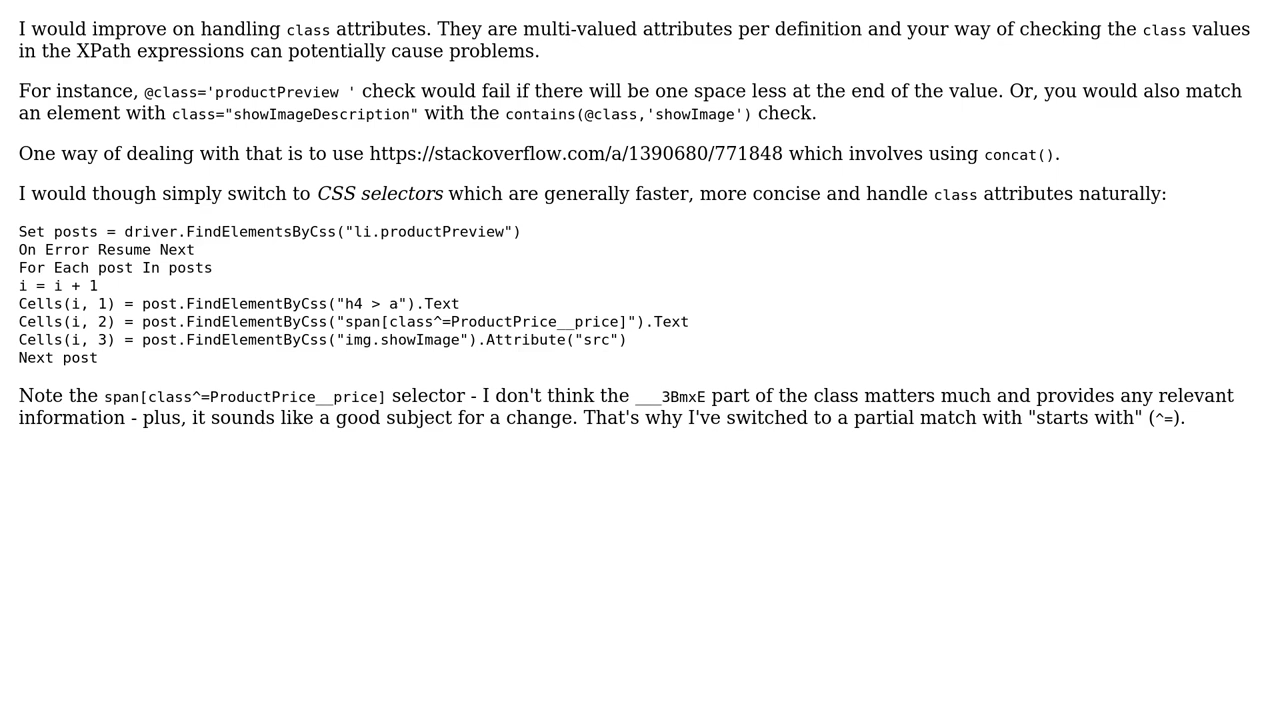 I would improve on handling class attributes. They are multi-valued attributes per definition and your way of checking the class values
in the XPath expressions can potentially cause problems.
For instance, @class='productPreview ' check would fail if there will be one space less at the end of the value. Or, you would also match
an element with class="showImageDescription" with the contains(@class,'showImage') check.
One way of dealing with that is to use https://stackoverflow.com/a/1390680/771848 which involves using concat().
I would though simply switch to CSS selectors which are generally faster, more concise and handle class attributes naturally:
Set posts = driver.FindElementsByCss("li.productPreview")
On Error Resume Next
For Each post In posts
i = i + 1
Cells(i, 1) = post.FindElementByCss("h4 > a").Text
Cells(i, 2) = post.FindElementByCss("span[class^=ProductPrice__price]").Text
Cells(i, 3) = post.FindElementByCss("img.showImage").Attribute("src")
Next post
Note the span[class^=ProductPrice__price] selector - I don't think the ___3BmxE part of the class matters much and provides any relevant
information - plus, it sounds like a good subject for a change. That's why I've switched to a partial match with "starts with" (^=).